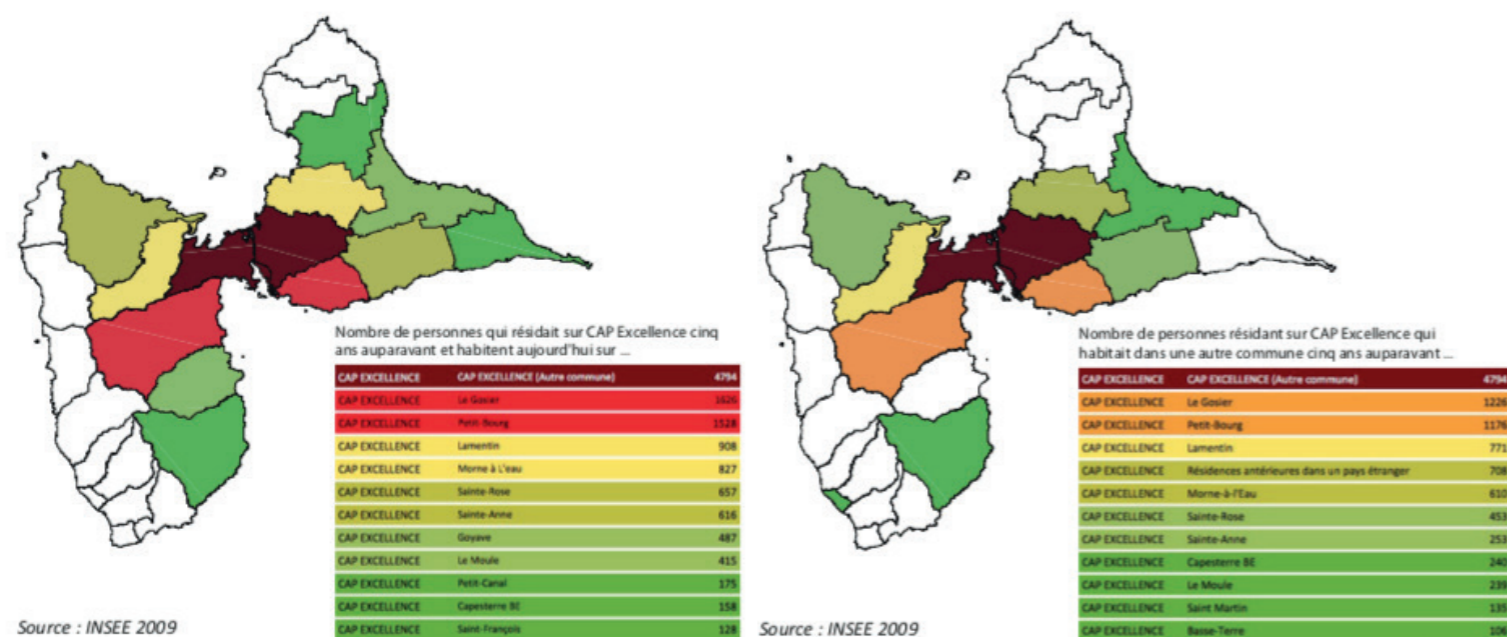 Nombre de personnes qui résidait sur CAP Excellence cinq
ans auparavant et habitent aujourd'hui sur ...
CAP EXCELLENCE CAP EXCELLENCE (Autre commune) 4794
CAP EXCELLENCE Le Gosier
CAP EXCELLENCE Petit-Bourg 1528
CAP EXCELLENCE Lamentin 908
CAP EXCELLENCE Morne à L'eau 827
CAP EXCELLENCE Sainte-Rose 657
CAP EXCELLENCE Sainte-Anne 616
CAP EXCELLENCE Goyave 487
CAP EXCELLENCE Le Moule 415
CAP EXCELLENCE Petit-Canal 175
CAP EXCELLENCE Capesterre BE 158
CAP EXCELLENCE Saint-François 128
Source : INSEE 2009
Nombre de personnes résidant sur CAP Excellence qui
habitait dans une autre commune cinq ans auparavant ...
CAP EXCELLENCE CAP EXCELLENCE (Autre commune) 4794
CAP EXCELLENCE Le Gosier 1226
CAP EXCELLENCE Petit-Bourg 1176
CAP EXCELLENCE Lamentin 771
CAP EXCELLENCE Résidences antérieures dans un pays étranger 708
CAP EXCELLENCE Morne-à-l'Eau 610
CAP EXCELLENCE Sainte-Rose 453
CAP EXCELLENCE Sainte-Anne 253
CAP EXCELLENCE Capesterre BE 240
CAP EXCELLENCE Le Moule 239
CAP EXCELLENCE Saint Martin 135
CAP EXCELLENCE Basse-Terre 106
Source : INSEE 2009